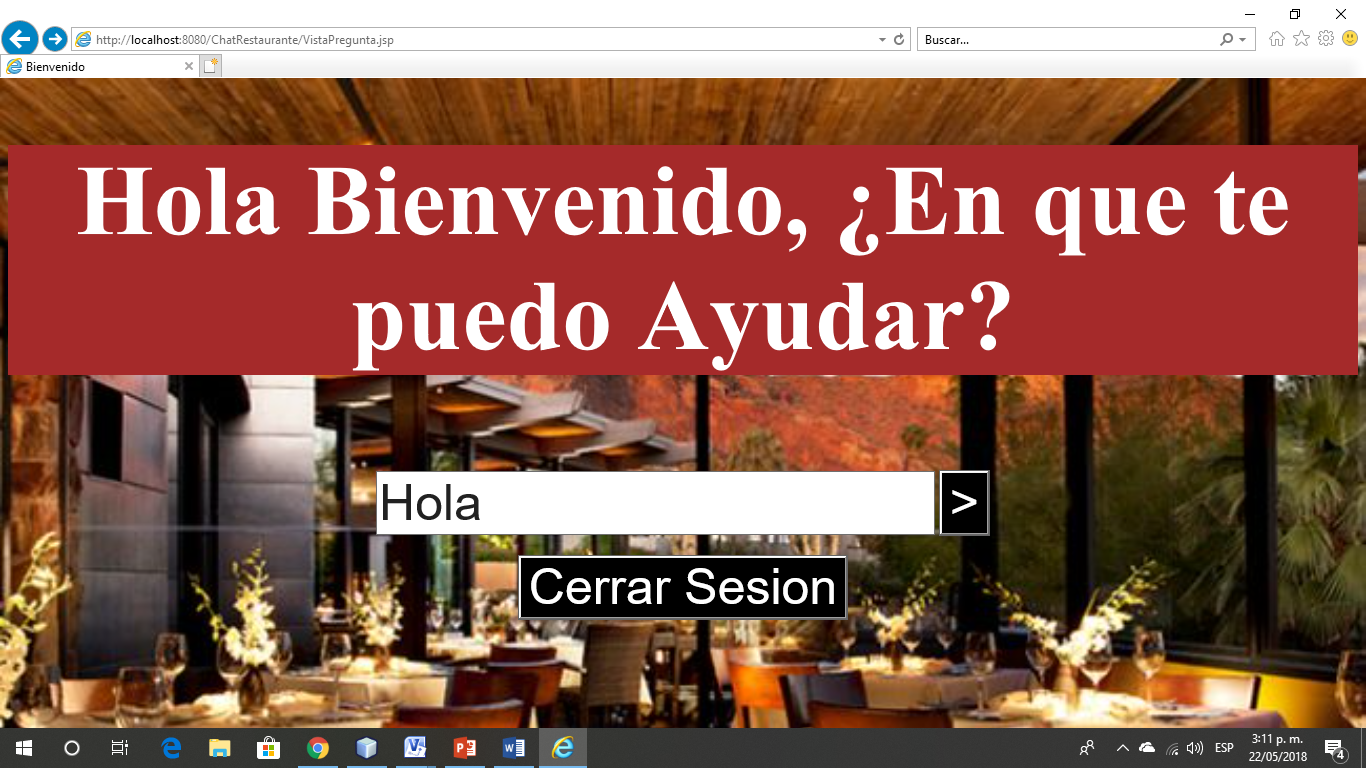 http://localhost:8080/ChatRestaurante/VistaPregunta.jsp
Buscar...
Bienvenido
Hola Bienvenido, ¿En que te
puedo Ayudar?
Hola
>
Cerrar Sesion
ESP
3:11 p. m.
22/05/2018
4